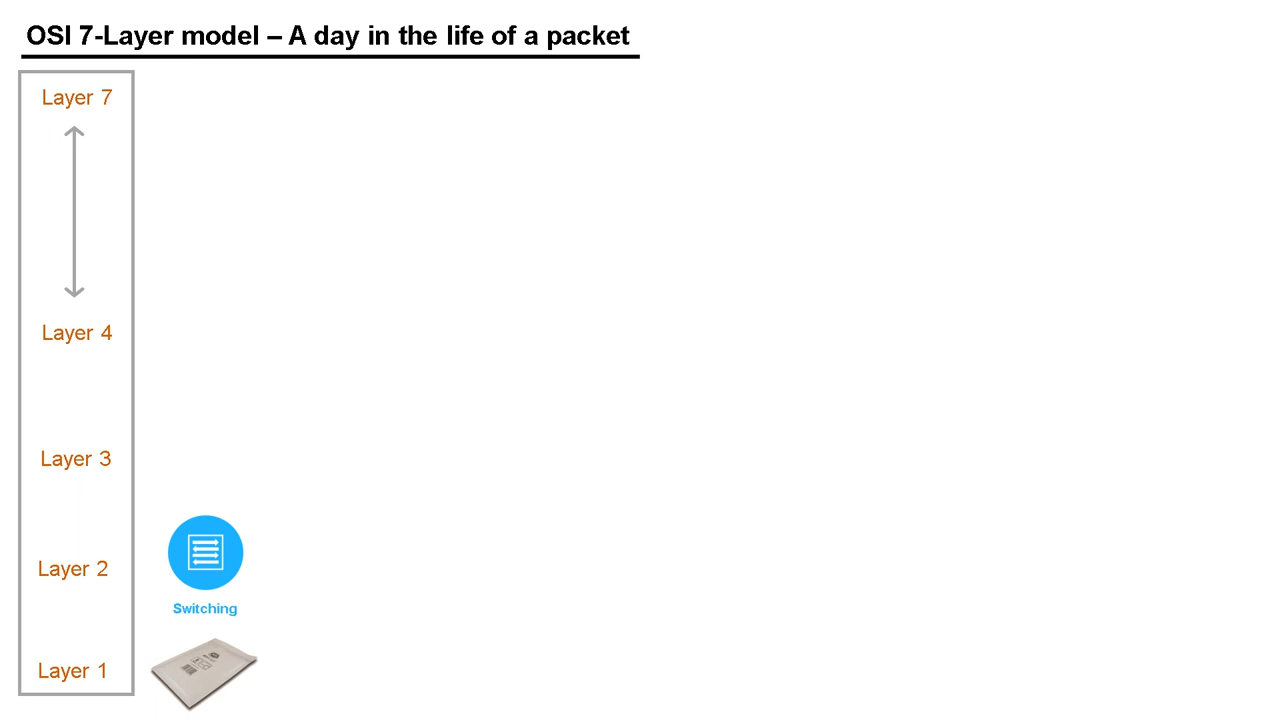 OSI 7-Layer model – A day in the life of a packet
Layer 7
Layer 4
Layer 3
Layer 2
Switching
Layer 1